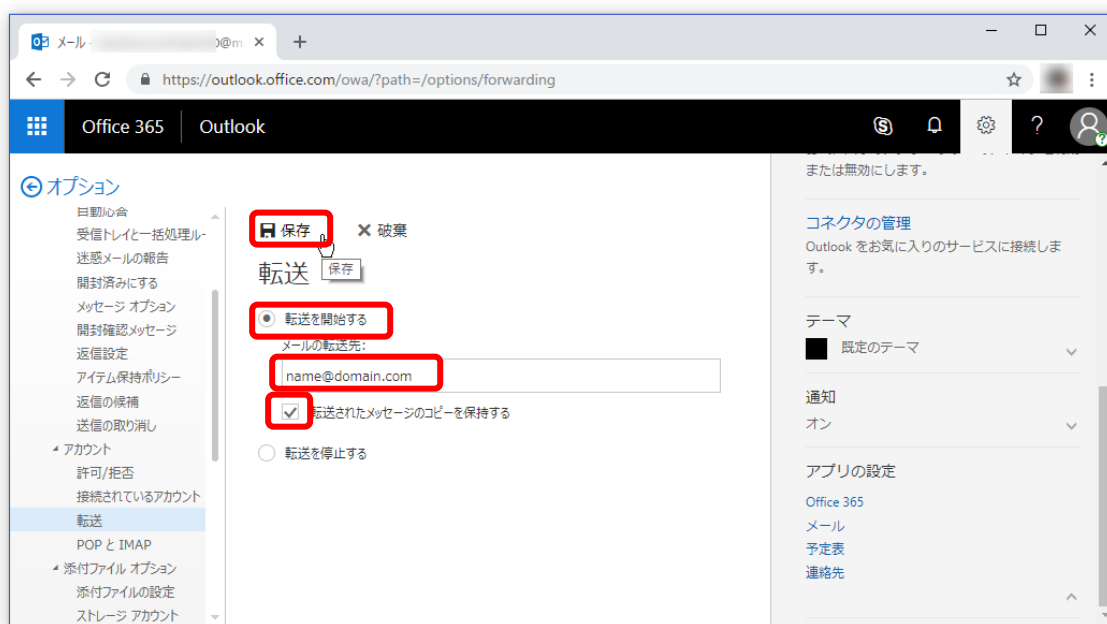 メール -
@m
https://outlook.office.com/owa/?path=/options/forwarding
Office 365
Outlook
オプション
自動応答
受信トレイと一括処理ルー
迷惑メールの報告
開封済みにする
メッセージ オプション
開封確認メッセージ
返信設定
アイテム保持ポリシー
返信の候補
送信の取り消し
アカウント
許可/拒否
接続されているアカウント
転送
POP と IMAP
添付ファイル オプション
添付ファイルの設定
ストレージ アカウント
保存
破棄
保存
転送
転送を開始する
メールの転送先:
name@domain.com
転送されたメッセージのコピーを保持する
転送を停止する
または無効にします。
コネクタの管理
Outlook をお気に入りのサービスに接続しま
す。
テーマ
既定のテーマ
通知
オン
アプリの設定
Office 365
メール
予定表
連絡先